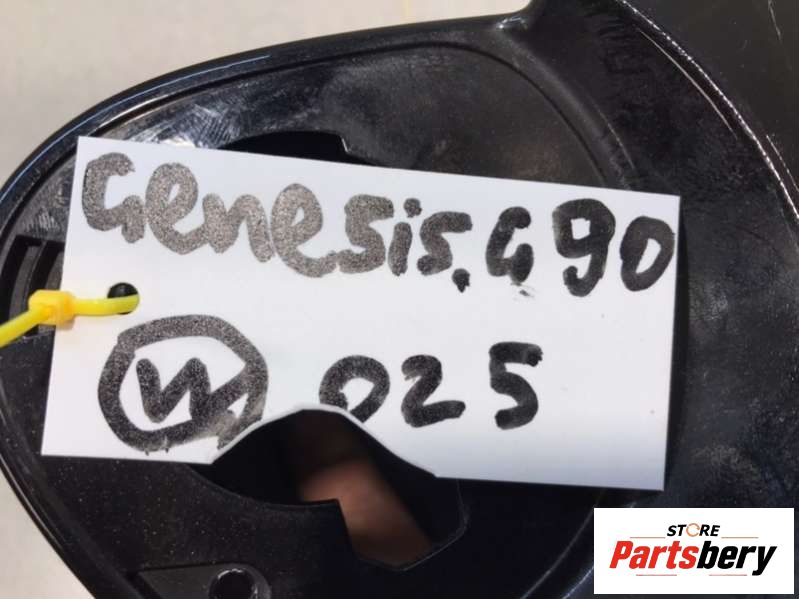 Genesis, G90
W 025
STORE
Partsbery